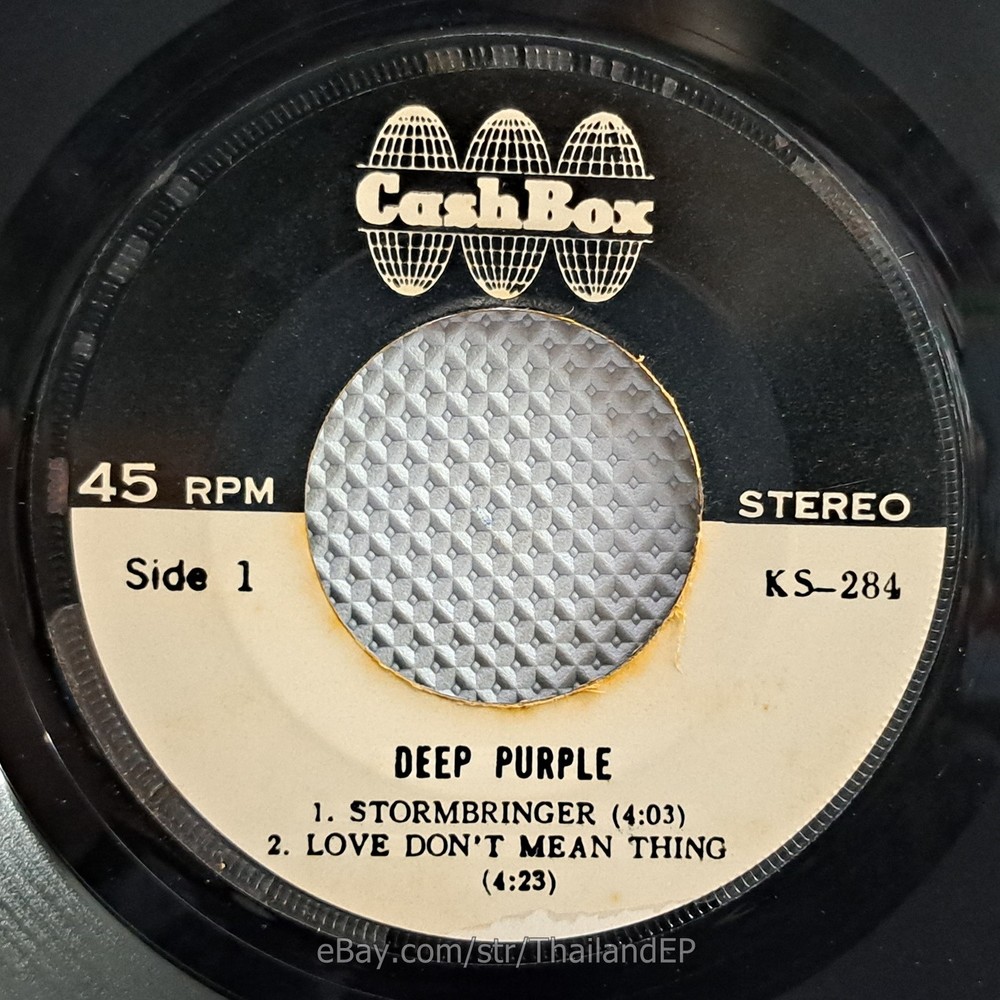 CashBox
45 RPM
STEREO
Side 1
KS-284
DEEP PURPLE
1. STORMBRINGER (4:03)
2. LOVE DON'T MEAN THING
(4:23)
eBay.com/str/ThailandEP